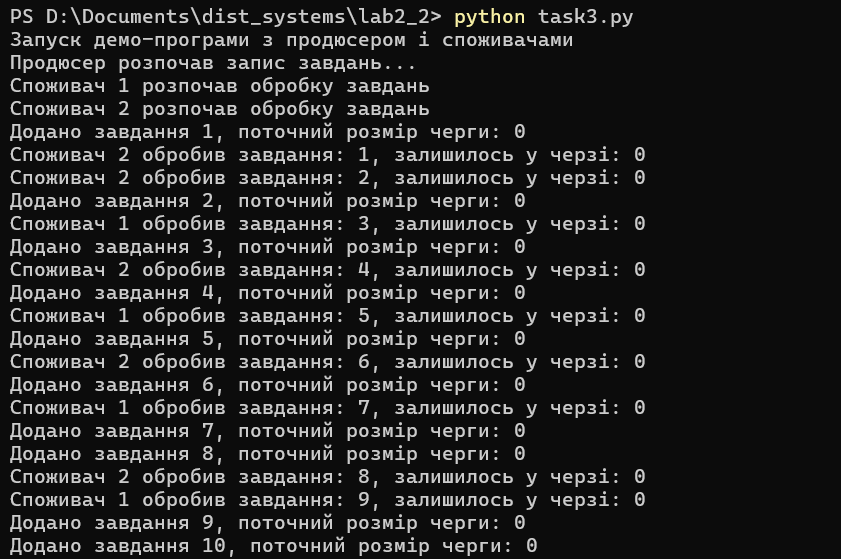 PS D:\Documents\dist_systems\lab2_2> python task3.py
Запуск демо-програми з продюсером і споживачами
Продюсер розпочав запис завдань...
Споживач 1 розпочав обробку завдань
Споживач 2 розпочав обробку завдань
Додано завдання 1, поточний розмір черги: 0
Споживач 2 обробив завдання: 1, залишилось у черзі: 0
Споживач 2 обробив завдання: 2, залишилось у черзі: 0
Додано завдання 2, поточний розмір черги: 0
Споживач 1 обробив завдання: 3, залишилось у черзі: 0
Додано завдання 3, поточний розмір черги: 0
Споживач 2 обробив завдання: 4, залишилось у черзі: 0
Додано завдання 4, поточний розмір черги: 0
Споживач 1 обробив завдання: 5, залишилось у черзі: 0
Додано завдання 5, поточний розмір черги: 0
Споживач 2 обробив завдання: 6, залишилось у черзі: 0
Додано завдання 6, поточний розмір черги: 0
Споживач 1 обробив завдання: 7, залишилось у черзі: 0
Додано завдання 7, поточний розмір черги: 0
Додано завдання 8, поточний розмір черги: 0
Споживач 2 обробив завдання: 8, залишилось у черзі: 0
Споживач 1 обробив завдання: 9, залишилось у черзі: 0
Додано завдання 9, поточний розмір черги: 0
Додано завдання 10, поточний розмір черги: 0